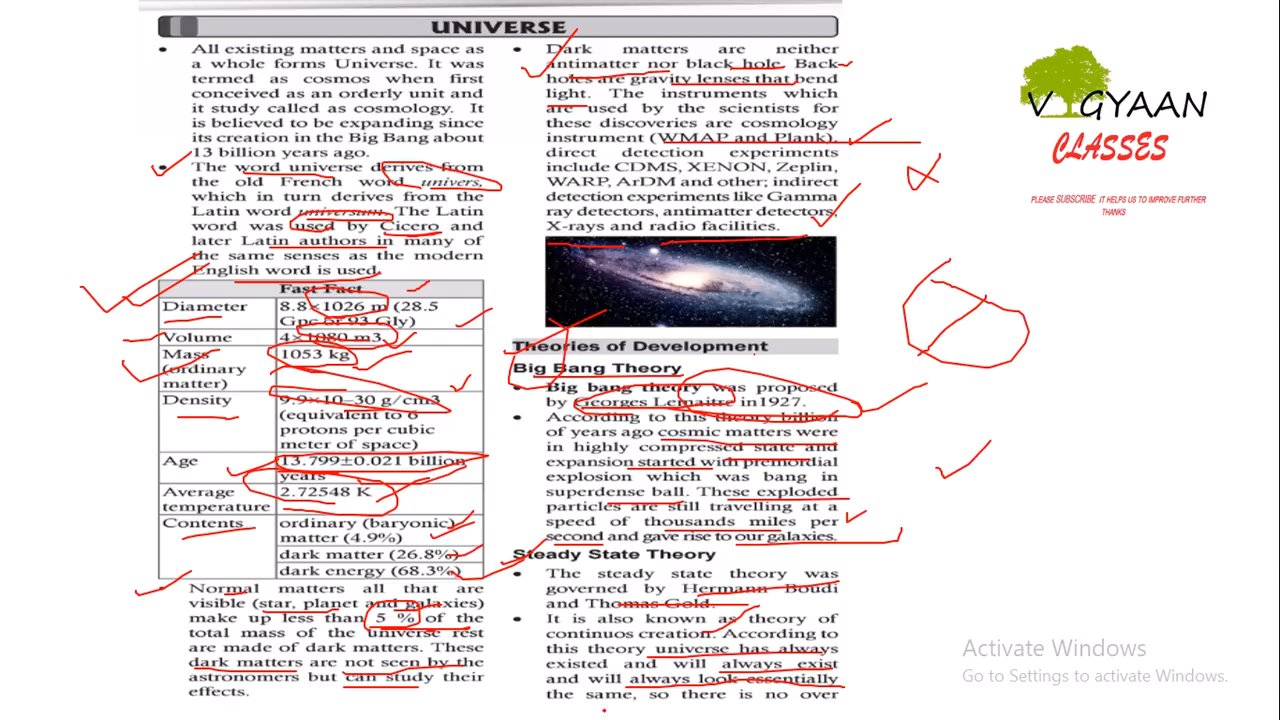 UNIVERSE
• All existing matters and space as
a whole forms Universe. It was
termed as cosmos when first
conceived as an orderly unit and
it study called as cosmology. It
is believed to be expanding since
its creation in the Big Bang about
13 billion years ago.
• The word universe derives from
the old French word univers,
which in turn derives from the
Latin word universum. The Latin
word was used by Cicero and
later Latin authors in many of
the same senses as the modern
English word is used.
Fast Fact
Diameter 8.8×1026 m (28.5
Gpc or 93 Gly)
Volume 4×1080 m3
Mass 1053 kg
(ordinary
matter)
Density 9.9×10–30 g/cm3
(equivalent to 6
protons per cubic
meter of space)
Age 13.799±0.021 billion
years
Average 2.72548 K
temperature
Contents ordinary (baryonic)
matter (4.9%)
dark matter (26.8%)
dark energy (68.3%)
• Normal matters all that are
visible (star, planet and galaxies)
make up less than 5 % of the
total mass of the universe rest
are made of dark matters. These
dark matters are not seen by the
astronomers but can study their
effects.
• Dark matters are neither
antimatter nor black hole. Back
holes are gravity lenses that bend
light. The instruments which
are used by the scientists for
these discoveries are cosmology
instrument (WMAP and Plank),
direct detection experiments
include CDMS, XENON, Zeplin,
WARP, ArDM and other; indirect
detection experiments like Gamma
ray detectors, antimatter detectors,
X-rays and radio facilities.
Theories of Development
Big Bang Theory
• Big bang theory was proposed
by Georges Lemaitre in1927.
• According to this theory billion
of years ago cosmic matters were
in highly compressed state and
expansion started with premordial
explosion which was bang in
superdense ball. These exploded
particles are still travelling at a
speed of thousands miles per
second and gave rise to our galaxies.
Steady State Theory
• The steady state theory was
governed by Hermann Boudi
and Thomas Gold.
• It is also known as theory of
continuos creation. According to
this theory universe has always
existed and will always exist
and will always look essentially
the same, so there is no over
V GYAAN
CLASSES
PLEASE SUBSCRIBE IT HELPS US TO IMPROVE FURTHER
THANKS
Activate Windows
Go to Settings to activate Windows.